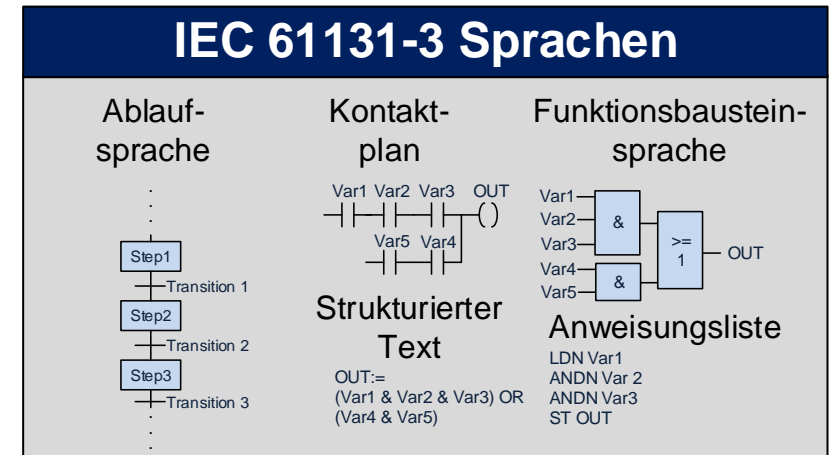 IEC 61131-3 Sprachen
Ablauf-
sprache
Step1
Transition 1
Step2
Transition 2
Step3
Transition 3
Kontakt-
plan
Var1 Var2 Var3 OUT
Var5 Var4
Strukturierter
Text
OUT:=
(Var1 & Var2 & Var3) OR
(Var4 & Var5)
Funktionsbaustein-
sprache
Var1
Var2
Var3
&
Var4
Var5
&
>=
1
OUT
Anweisungsliste
LDN Var1
ANDN Var 2
ANDN Var3
ST OUT